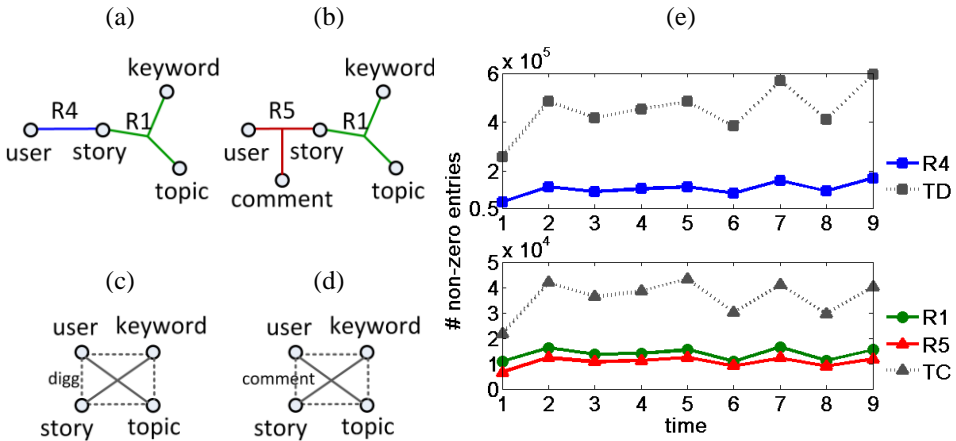 (a)
keyword
R4
R1
user
story
topic
(b)
keyword
R5
R1
user
story
comment
topic
(c)
user
keyword
digg
story
topic
(d)
user
keyword
comment
story
topic
(e)
# non-zero entries
x 10^5
6
4
2
0.5
1 2 3 4 5 6 7 8 9
R4
TD
x 10^4
5
4
3
2
1
0
1 2 3 4 5 6 7 8 9
time
R1
R5
TC